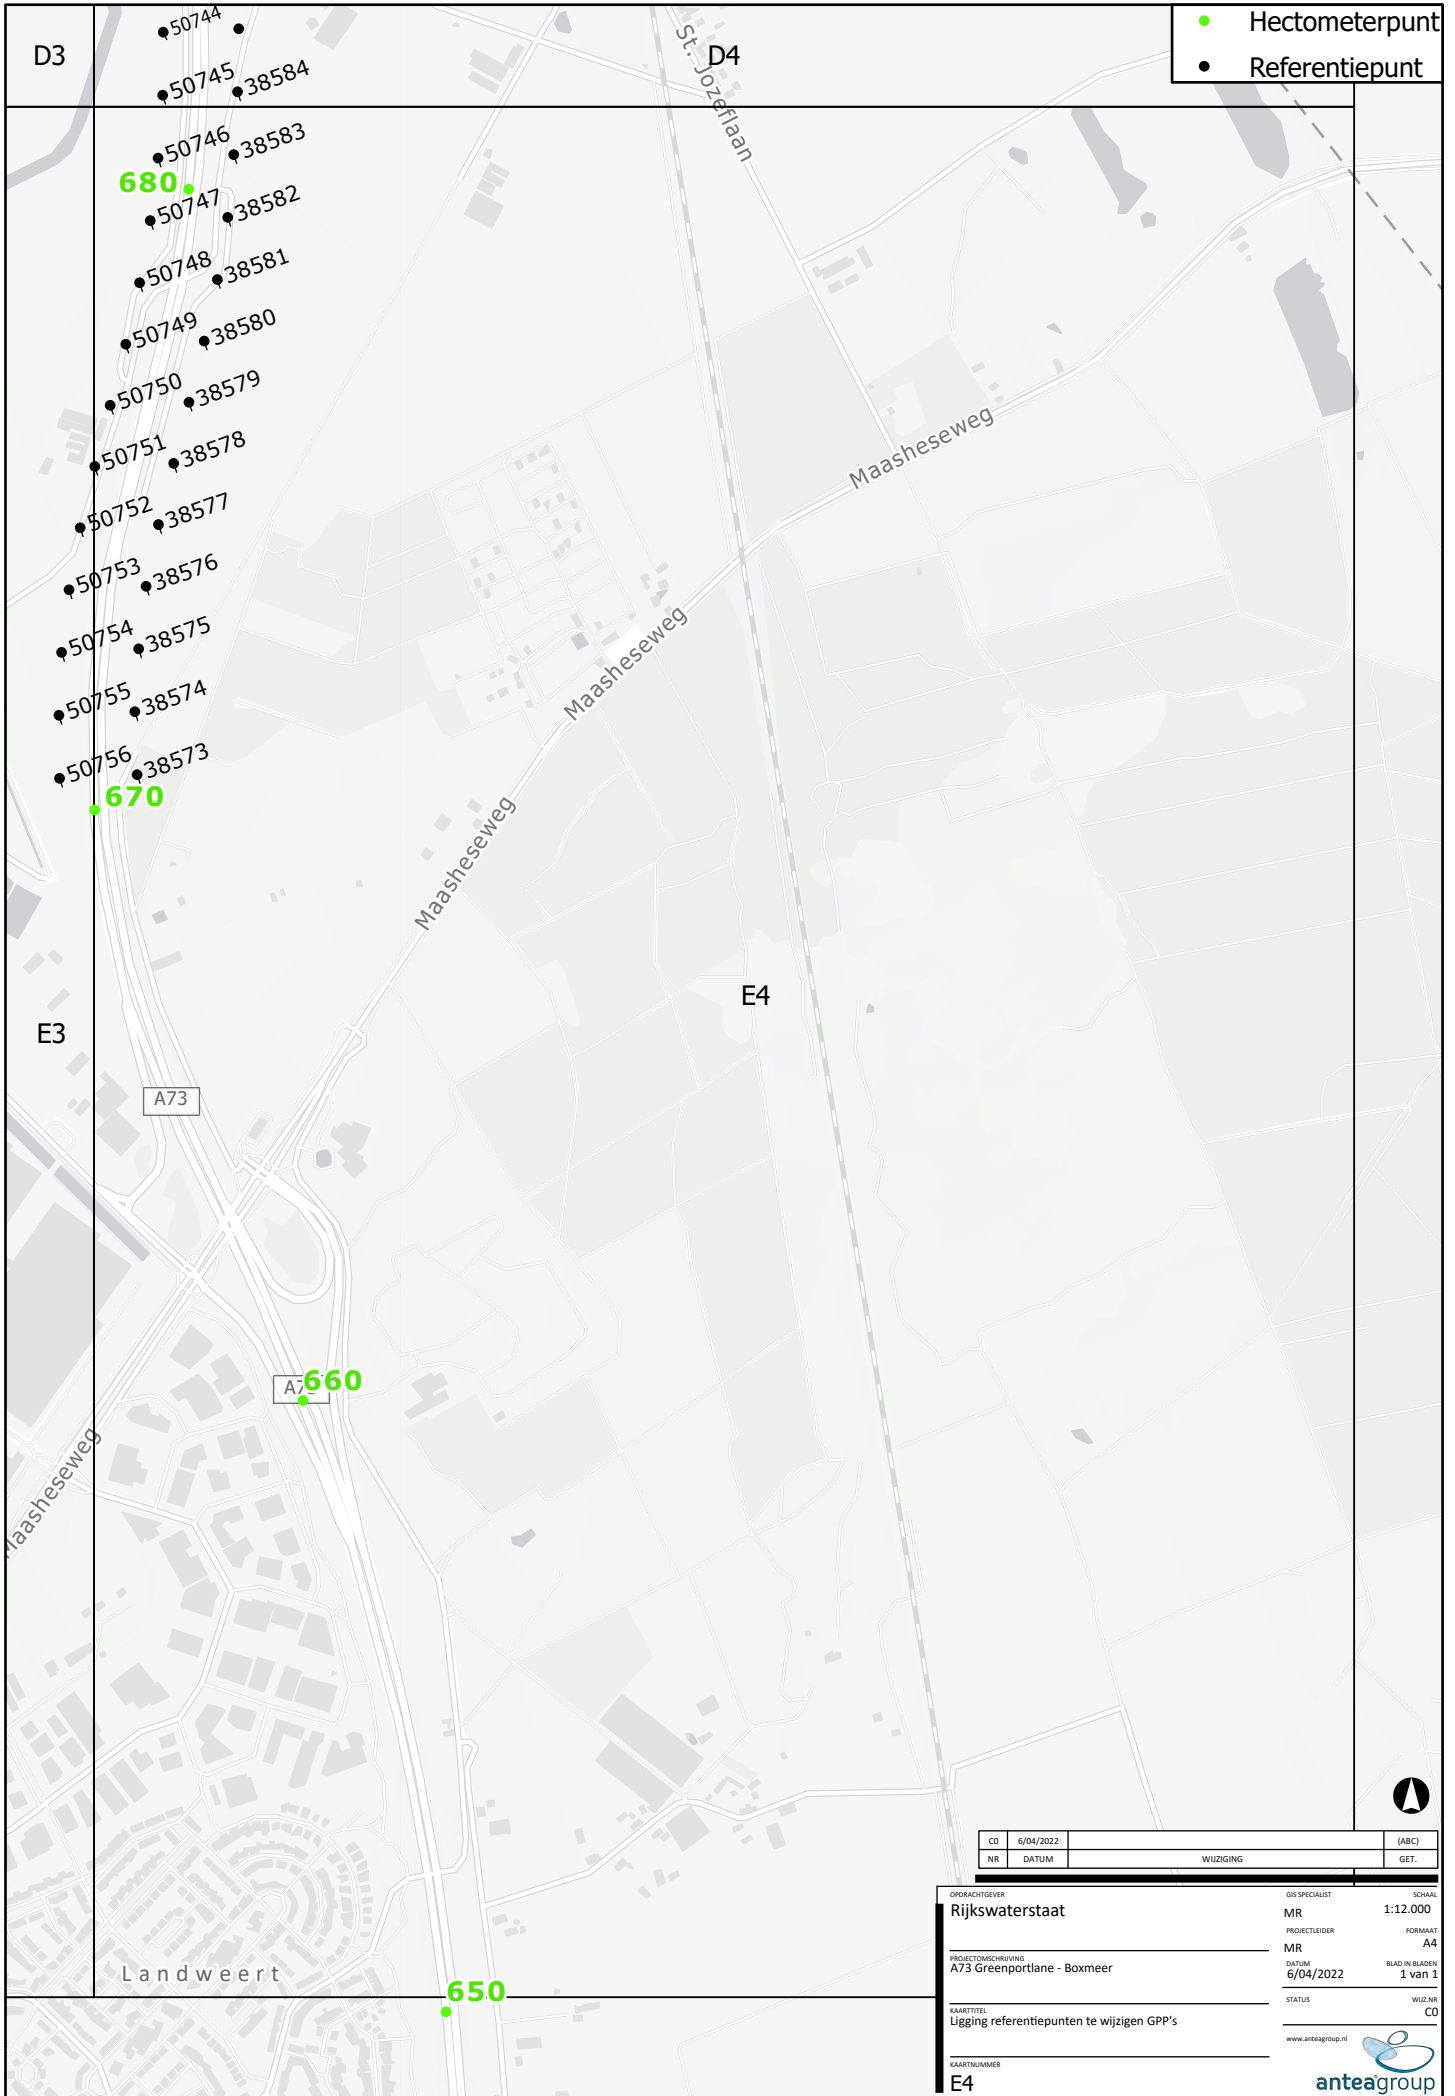 Hectometerpunt
Referentiepunt
D3
D4
50744
50745
38584
St. Jozeflaan
50746
38583
680
50747
38582
50748
38581
50749
38580
50750
38579
Maasheseweg
50751
38578
50752
38577
50753
38576
50754
38575
Maasheseweg
50755
38574
50756
38573
670
Maasheseweg
E4
E3
A73
A73
660
Maasheseweg
Landweert
650
C0 6/04/2022 (ABC)
NR DATUM WIJZIGING GET.
OPDRACHTGEVER
Rijkswaterstaat
GIS SPECIALIST
MR
SCHAAL
1:12.000
PROJECTLEIDER
MR
FORMAAT
A4
PROJECTOMSCHRIJVING
A73 Greenportlane - Boxmeer
DATUM
6/04/2022
BLAD IN BLADEN
1 van 1
STATUS
WIJZ.NR
C0
KAARTTITEL
Ligging referentiepunten te wijzigen GPP's
www.anteagroup.nl
KAARTNUMMER
E4
anteagroup